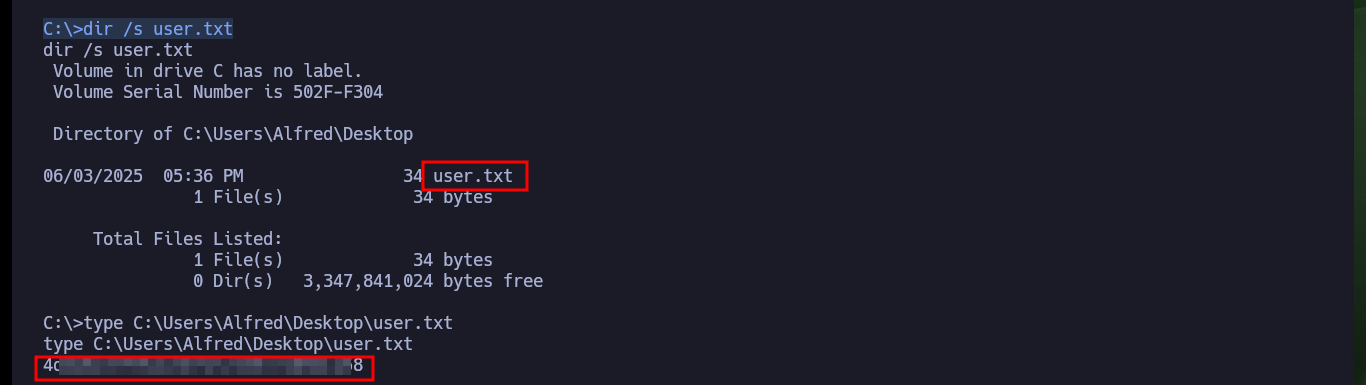 C:\>dir /s user.txt
dir /s user.txt
Volume in drive C has no label.
Volume Serial Number is 502F-F304
Directory of C:\Users\Alfred\Desktop
06/03/2025  05:36 PM                34 user.txt
1 File(s)             34 bytes
Total Files Listed:
1 File(s)             34 bytes
0 Dir(s)   3,347,841,024 bytes free
C:\>type C:\Users\Alfred\Desktop\user.txt
type C:\Users\Alfred\Desktop\user.txt